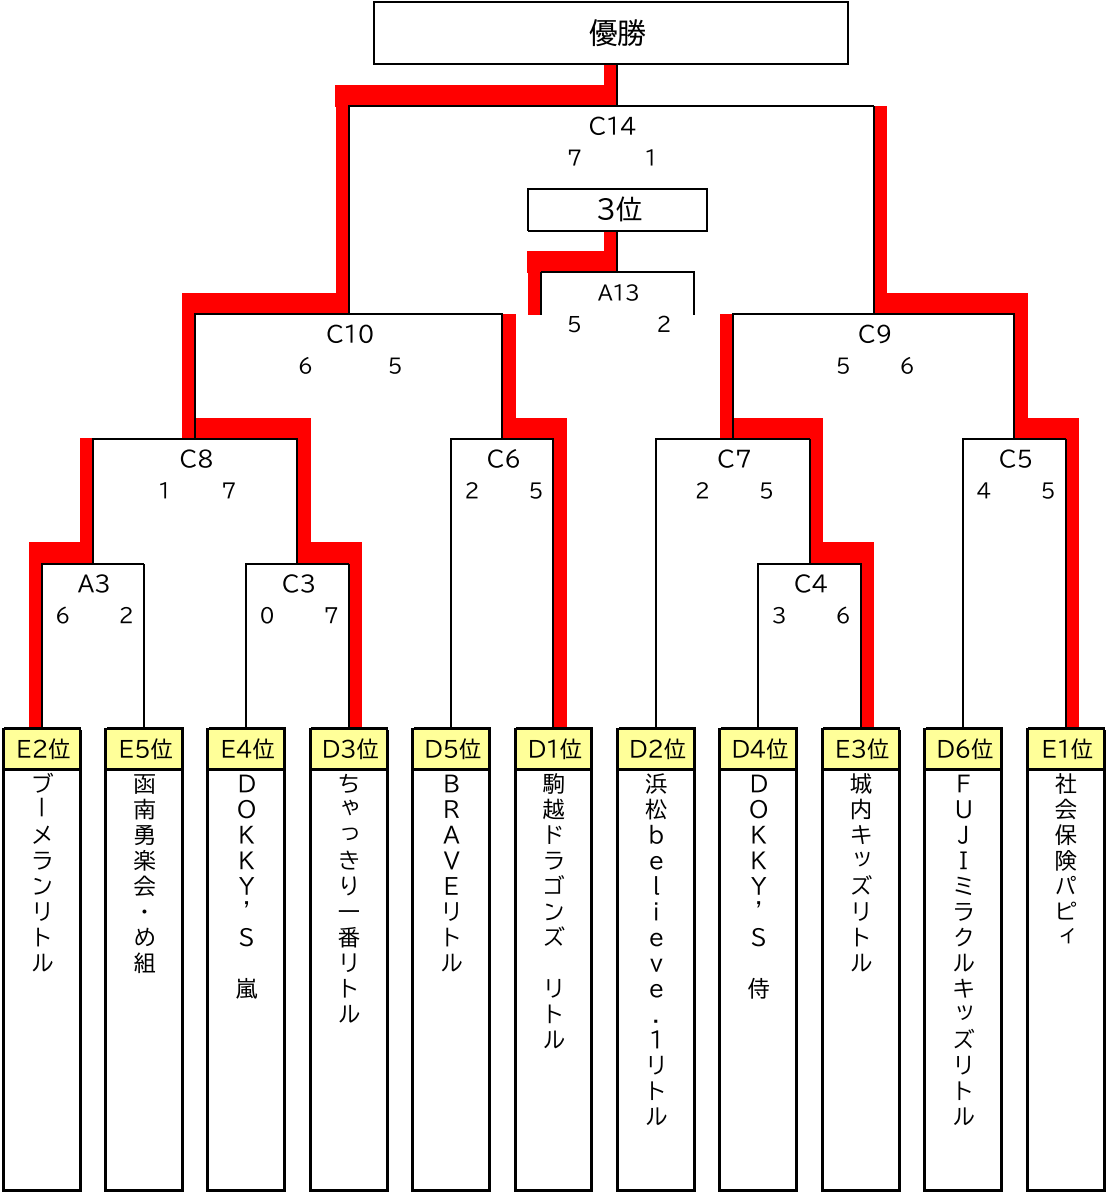 優勝
C14
7 1
3位
A13
5 2
C10
6 5
C9
5 6
C8
1 7
C6
2 5
C7
2 5
C5
4 5
A3
6 2
C3
0 7
C4
3 6
E2位
E5位
E4位
D3位
D5位
D1位
D2位
D4位
E3位
D6位
E1位
ブーメランリトル
函南勇楽会・め組
DOKKY’S 嵐
ちゃっきり一番リトル
BRAVEリトル
駒越ドラゴンズ リトル
浜松believe.1リトル
DOKKY’S 侍
城内キッズリトル
FUJIミラクルキッズリトル
社会保険パピィ